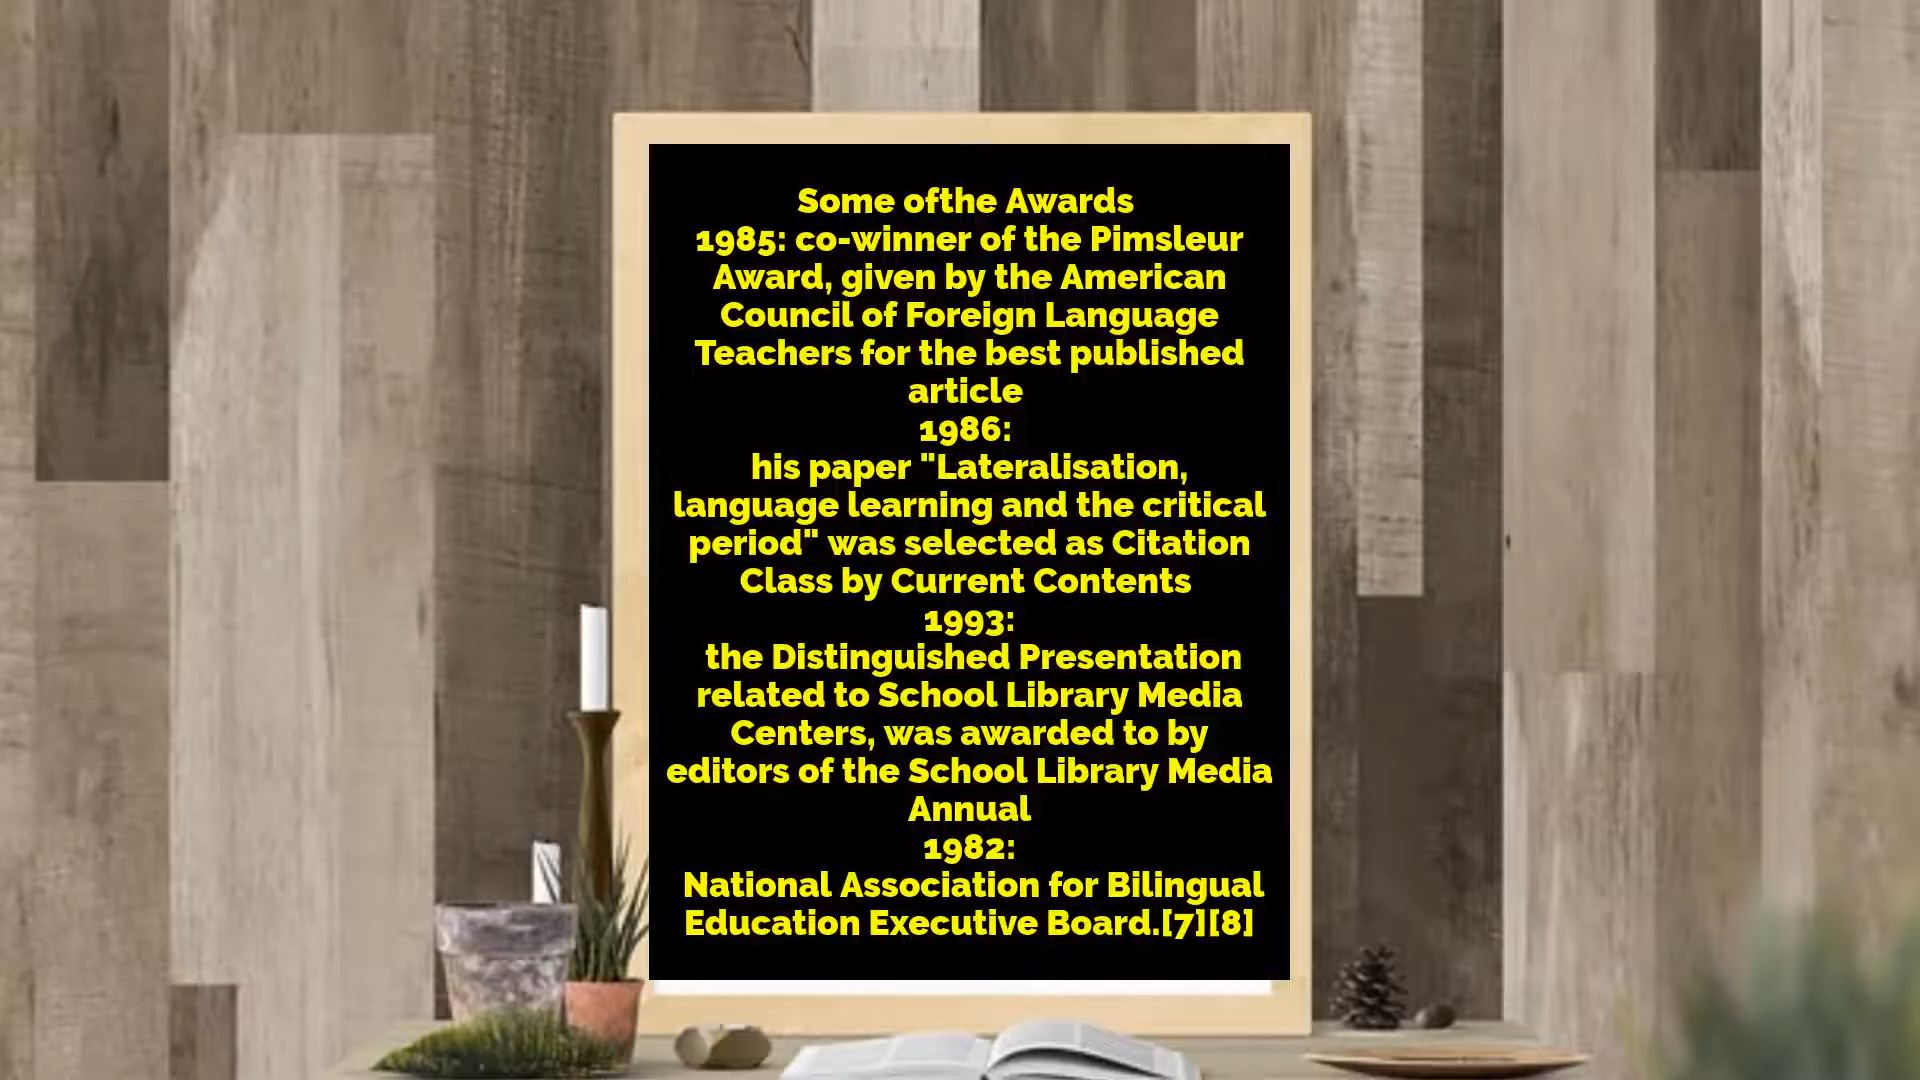 Some ofthe Awards
1985: co-winner of the Pimsleur
Award, given by the American
Council of Foreign Language
Teachers for the best published
article
1986:
his paper "Lateralisation,
language learning and the critical
period" was selected as Citation
Class by Current Contents
1993:
the Distinguished Presentation
related to School Library Media
Centers, was awarded to by
editors of the School Library Media
Annual
1982:
National Association for Bilingual
Education Executive Board.[7][8]